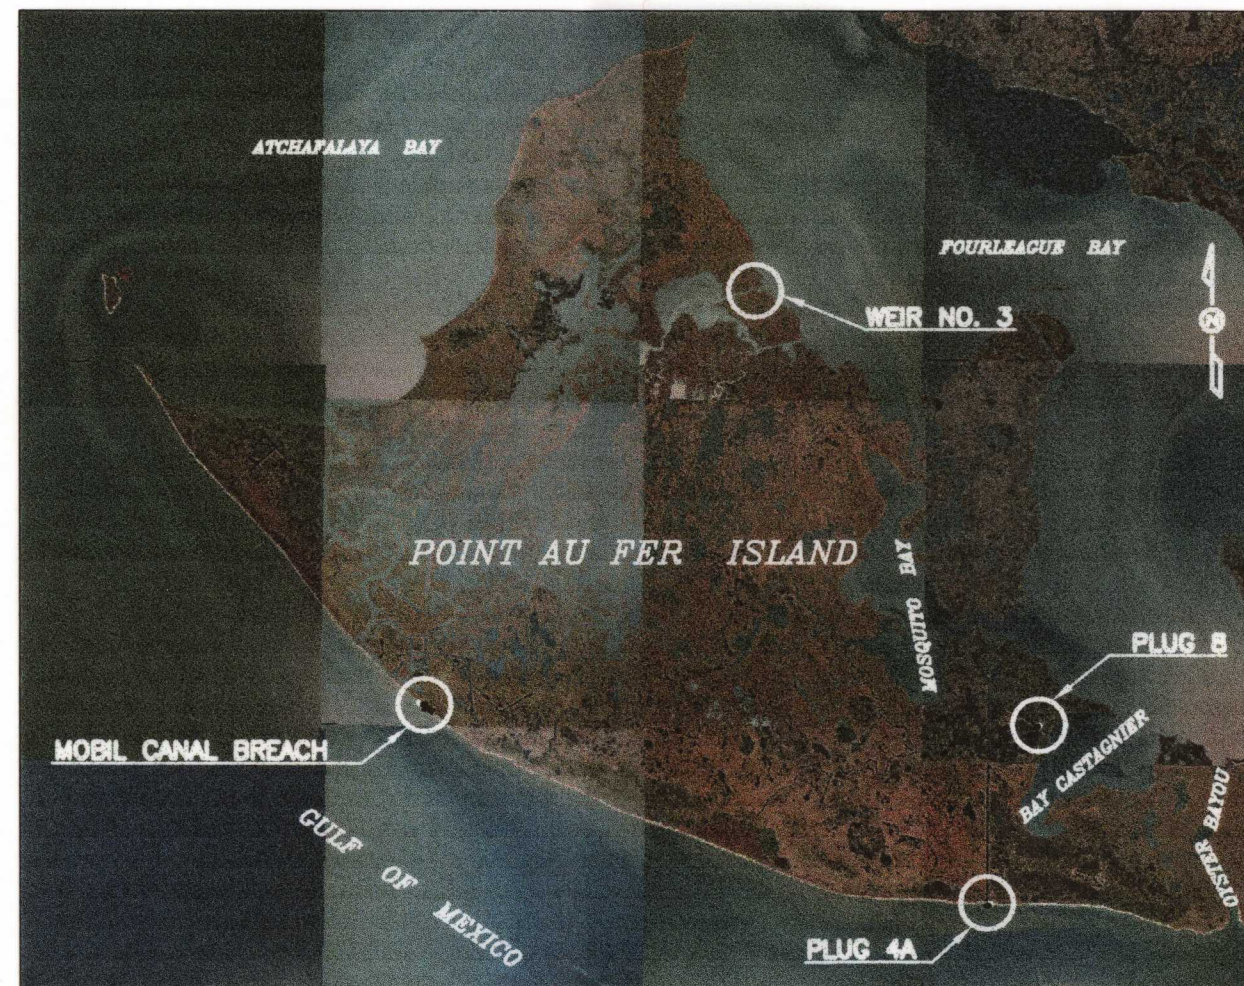 ATCHAFALAYA BAY
FOURLEAGUE BAY
WEIR NO. 3
N
POINT AU FER ISLAND
MOSQUITO BAY
PLUG 8
MOBIL CANAL BREACH
BAY CASTAGNIER
OYSTER BAYOU
GULF OF MEXICO
PLUG 4A